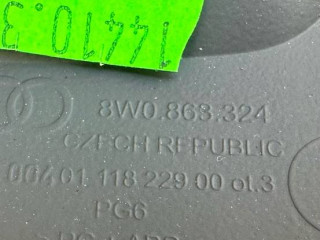 14410.3
8W0.863.324
CZECH REPUBLIC
00401 118 229 00 ot.3
PG6